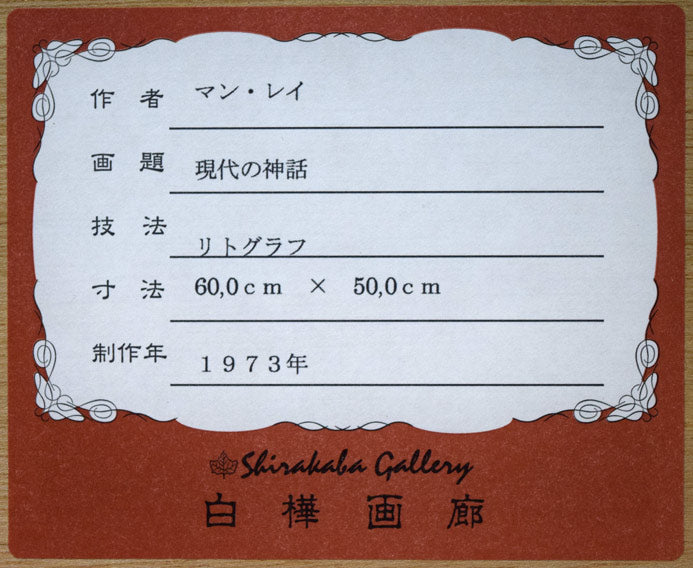 作者 マン・レイ
画題 現代の神話
技法 リトグラフ
寸法 60,0cm × 50,0cm
制作年 1973年
Shirakaba Gallery
白樺画廊